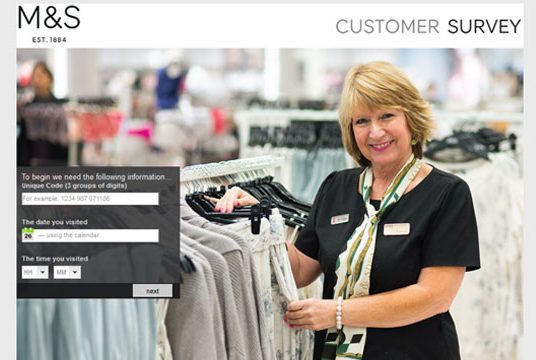 M&S
EST. 1884
CUSTOMER SURVEY
To begin we need the following information...
Unique Code (3 groups of digits)
For example: 1234 987 071186
The date you visited
26 — using the calendar
The time you visited
HH MM
next